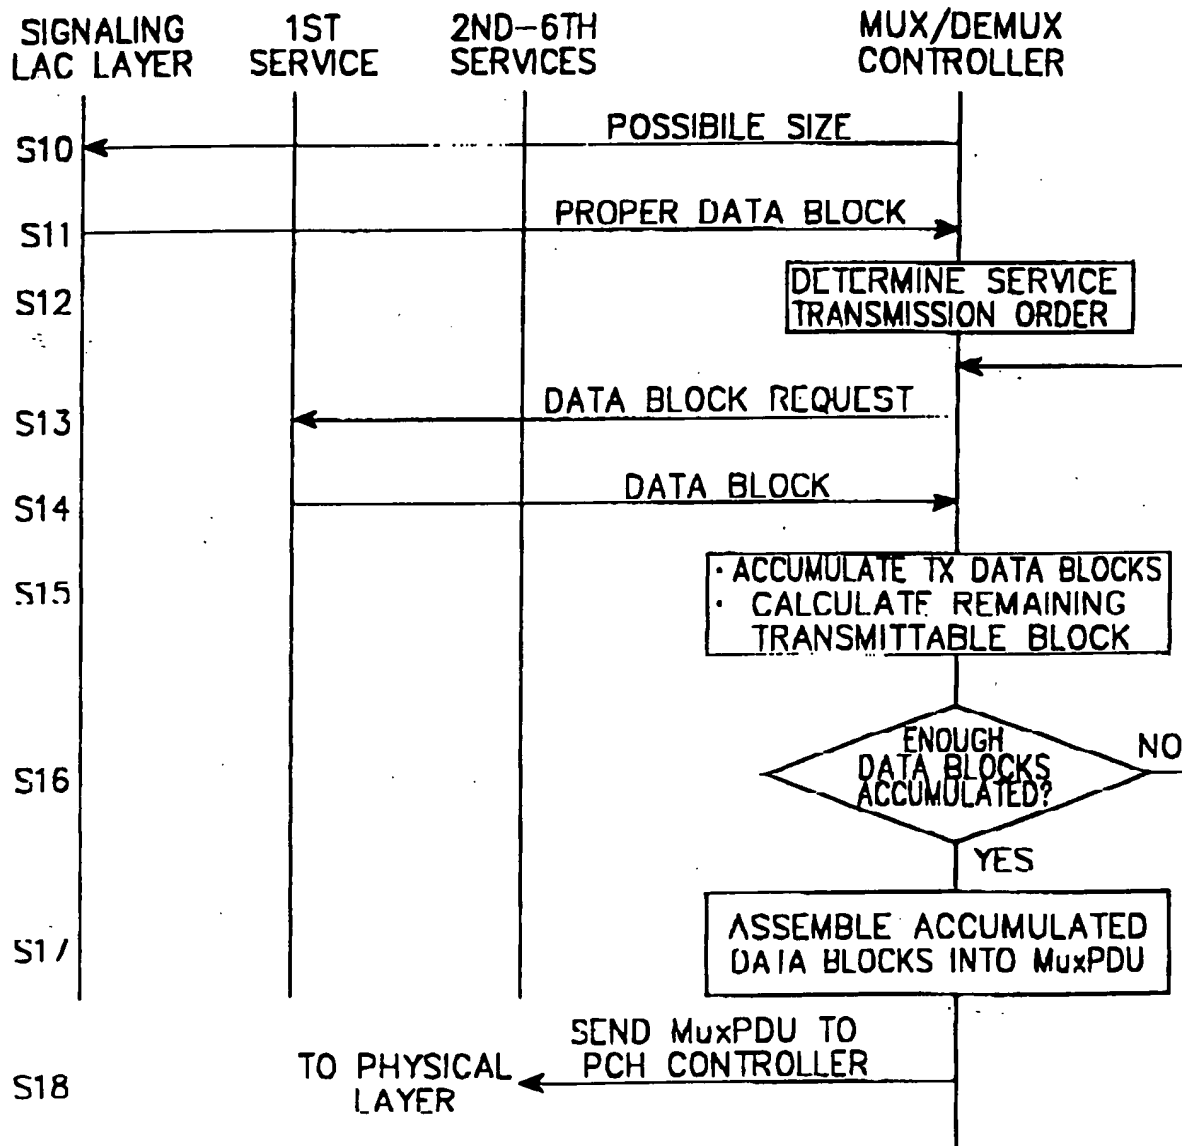 SIGNALING
LAC LAYER
1ST
SERVICE
2ND-6TH
SERVICES
MUX/DEMUX
CONTROLLER
S10
POSSIBILE SIZE
S11
PROPER DATA BLOCK
S12
DETERMINE SERVICE
TRANSMISSION ORDER
S13
DATA BLOCK REQUEST
S14
DATA BLOCK
S15
· ACCUMULATE TX DATA BLOCKS
· CALCULATE REMAINING
TRANSMITTABLE BLOCK
S16
ENOUGH
DATA BLOCKS
ACCUMULATED?
NO
YES
S17
ASSEMBLE ACCUMULATED
DATA BLOCKS INTO MuxPDU
S18
TO PHYSICAL
LAYER
SEND MuxPDU TO
PCH CONTROLLER